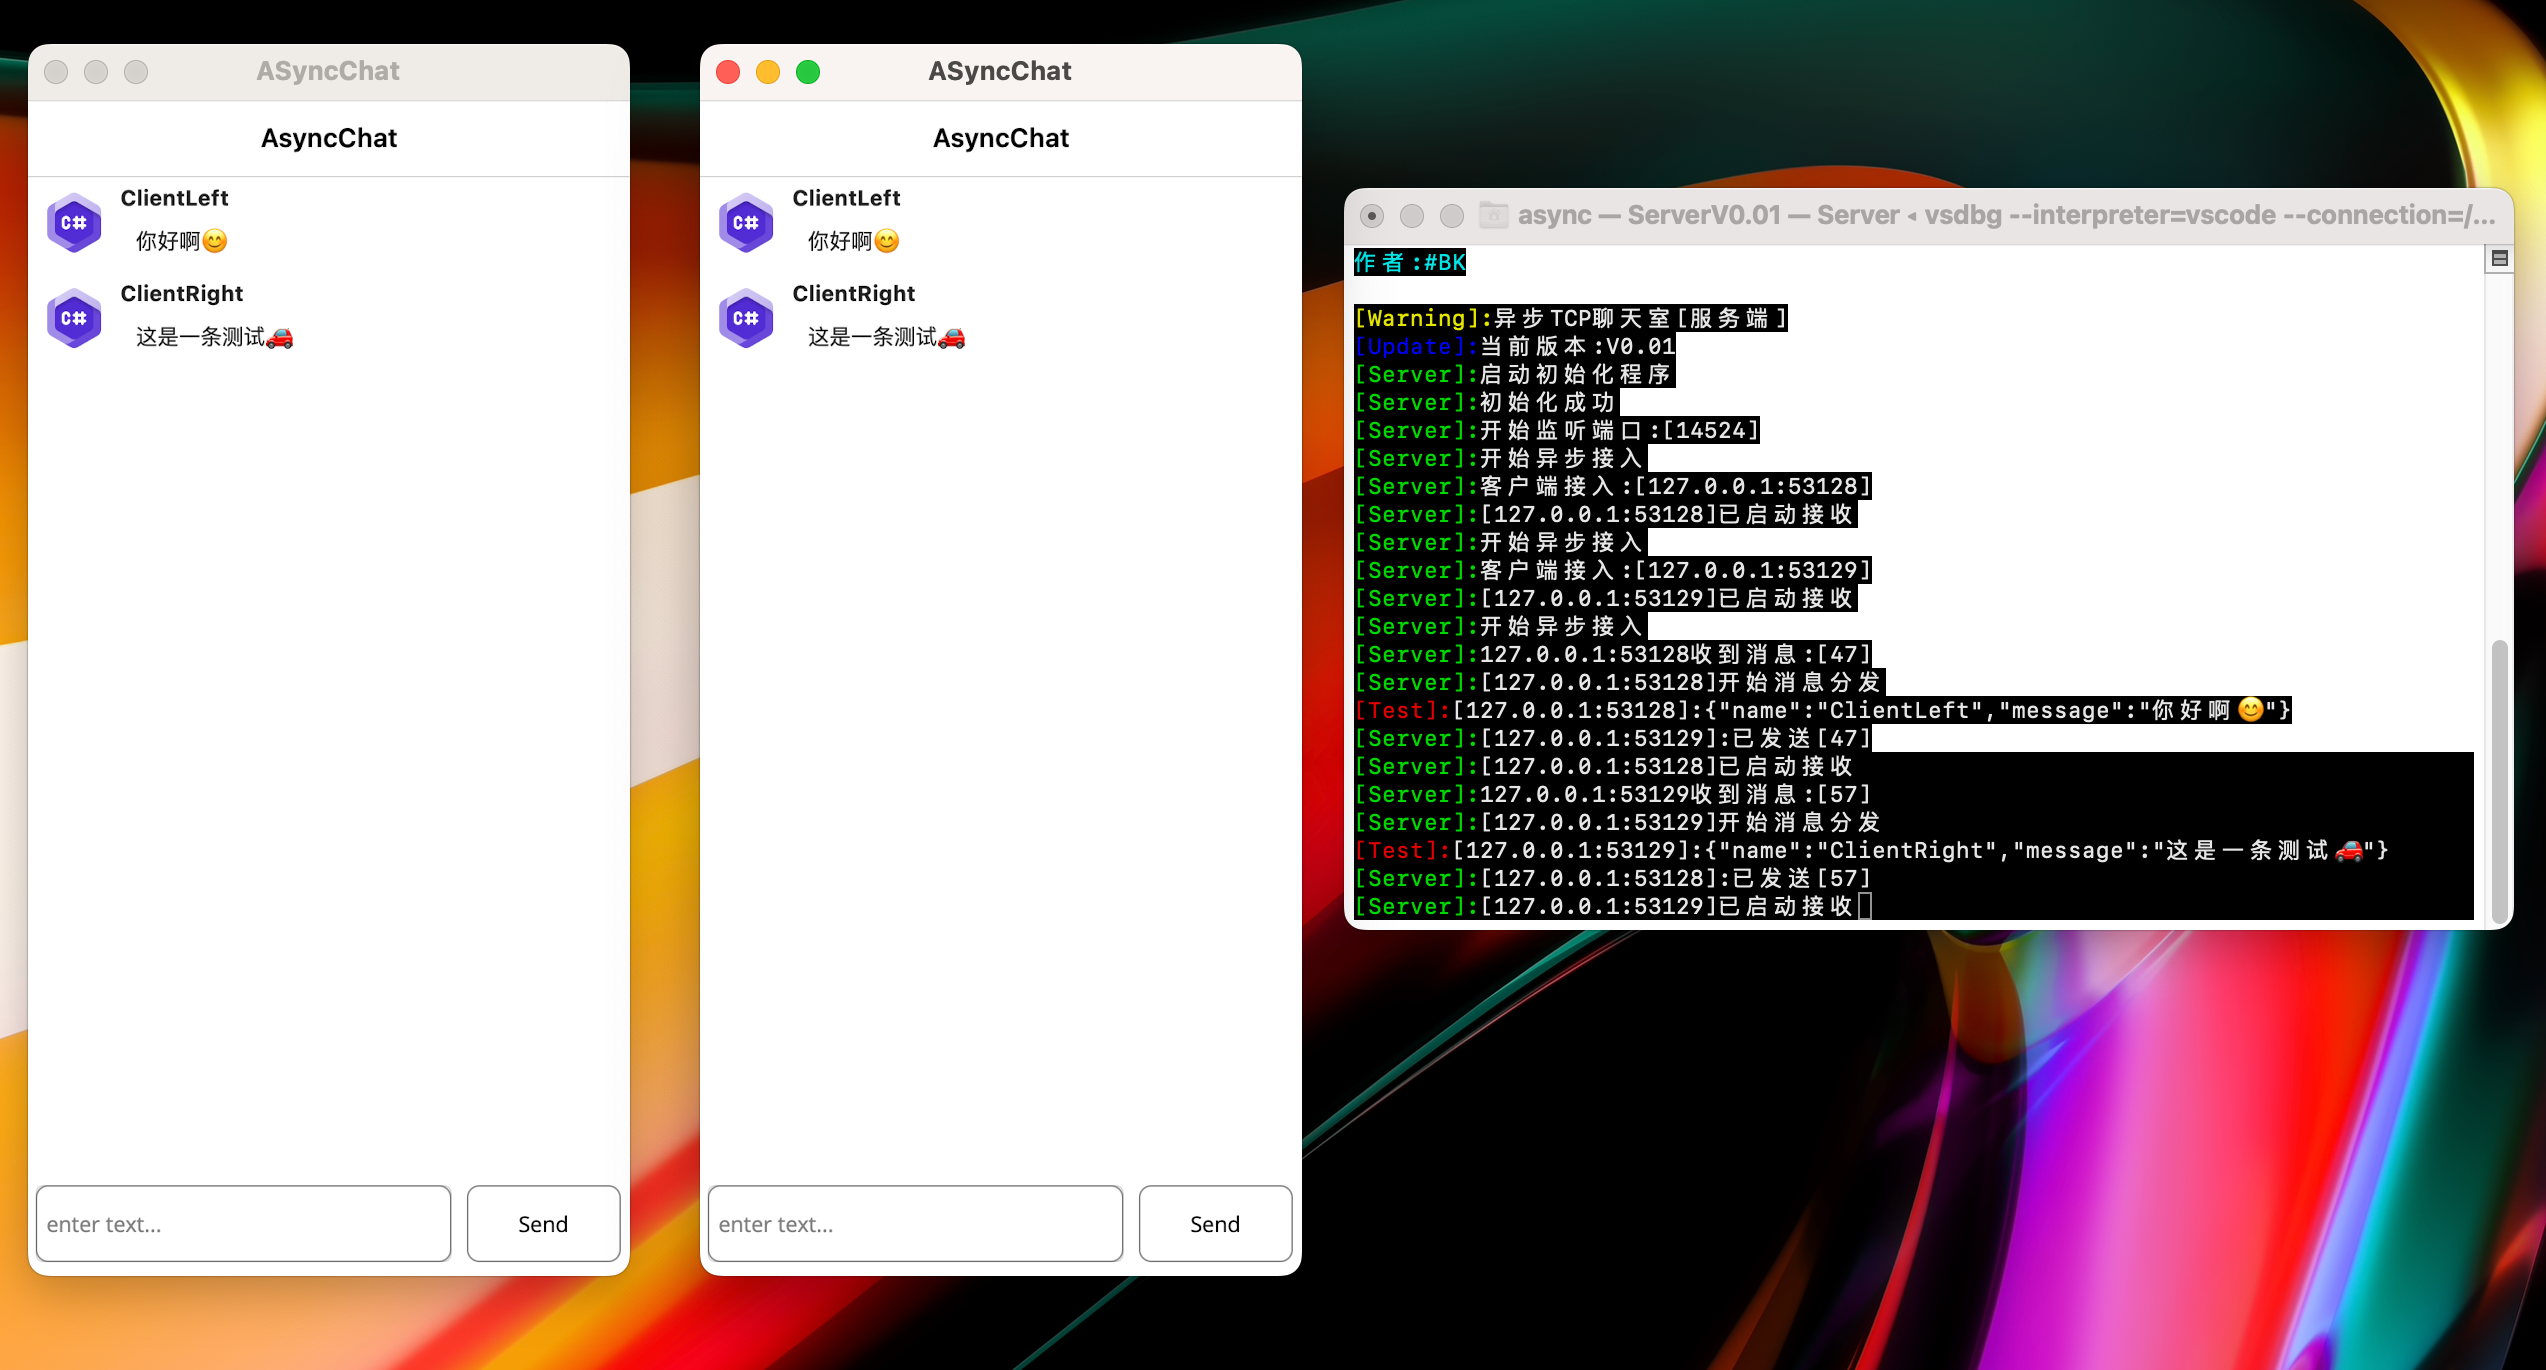 ASyncChat
AsyncChat
C#
ClientLeft
你好啊😊
C#
ClientRight
这是一条测试🚗
enter text...
Send
ASyncChat
AsyncChat
C#
ClientLeft
你好啊😊
C#
ClientRight
这是一条测试🚗
enter text...
Send
async — ServerV0.01 — Server ◂ vsdbg --interpreter=vscode --connection=/...
作者:#BK
[Warning]:异步TCP聊天室[服务端]
[Update]:当前版本:V0.01
[Server]:启动初始化程序
[Server]:初始化成功
[Server]:开始监听端口:[14524]
[Server]:开始异步接入
[Server]:客户端接入:[127.0.0.1:53128]
[Server]:[127.0.0.1:53128]已启动接收
[Server]:开始异步接入
[Server]:客户端接入:[127.0.0.1:53129]
[Server]:[127.0.0.1:53129]已启动接收
[Server]:开始异步接入
[Server]:127.0.0.1:53128收到消息:[47]
[Server]:[127.0.0.1:53128]开始消息分发
[Test]:[127.0.0.1:53128]:{"name":"ClientLeft","message":"你好啊😊"}
[Server]:[127.0.0.1:53129]:已发送[47]
[Server]:[127.0.0.1:53128]已启动接收
[Server]:127.0.0.1:53129收到消息:[57]
[Server]:[127.0.0.1:53129]开始消息分发
[Test]:[127.0.0.1:53129]:{"name":"ClientRight","message":"这是一条测试🚗"}
[Server]:[127.0.0.1:53128]:已发送[57]
[Server]:[127.0.0.1:53129]已启动接收